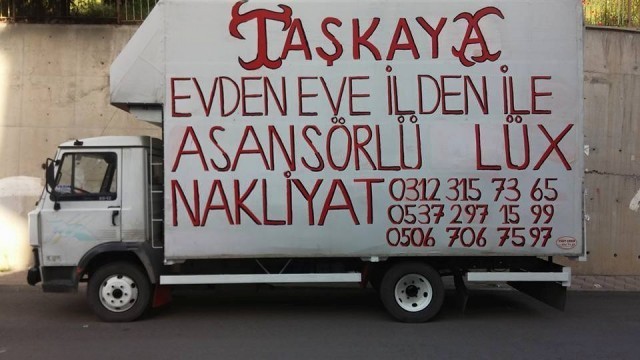 TAŞKAYA
EVDEN EVE İLDEN İLE
ASANSÖRLÜ LÜX
NAKLİYAT 0312 315 73 65
0537 297 15 99
0506 706 75 97